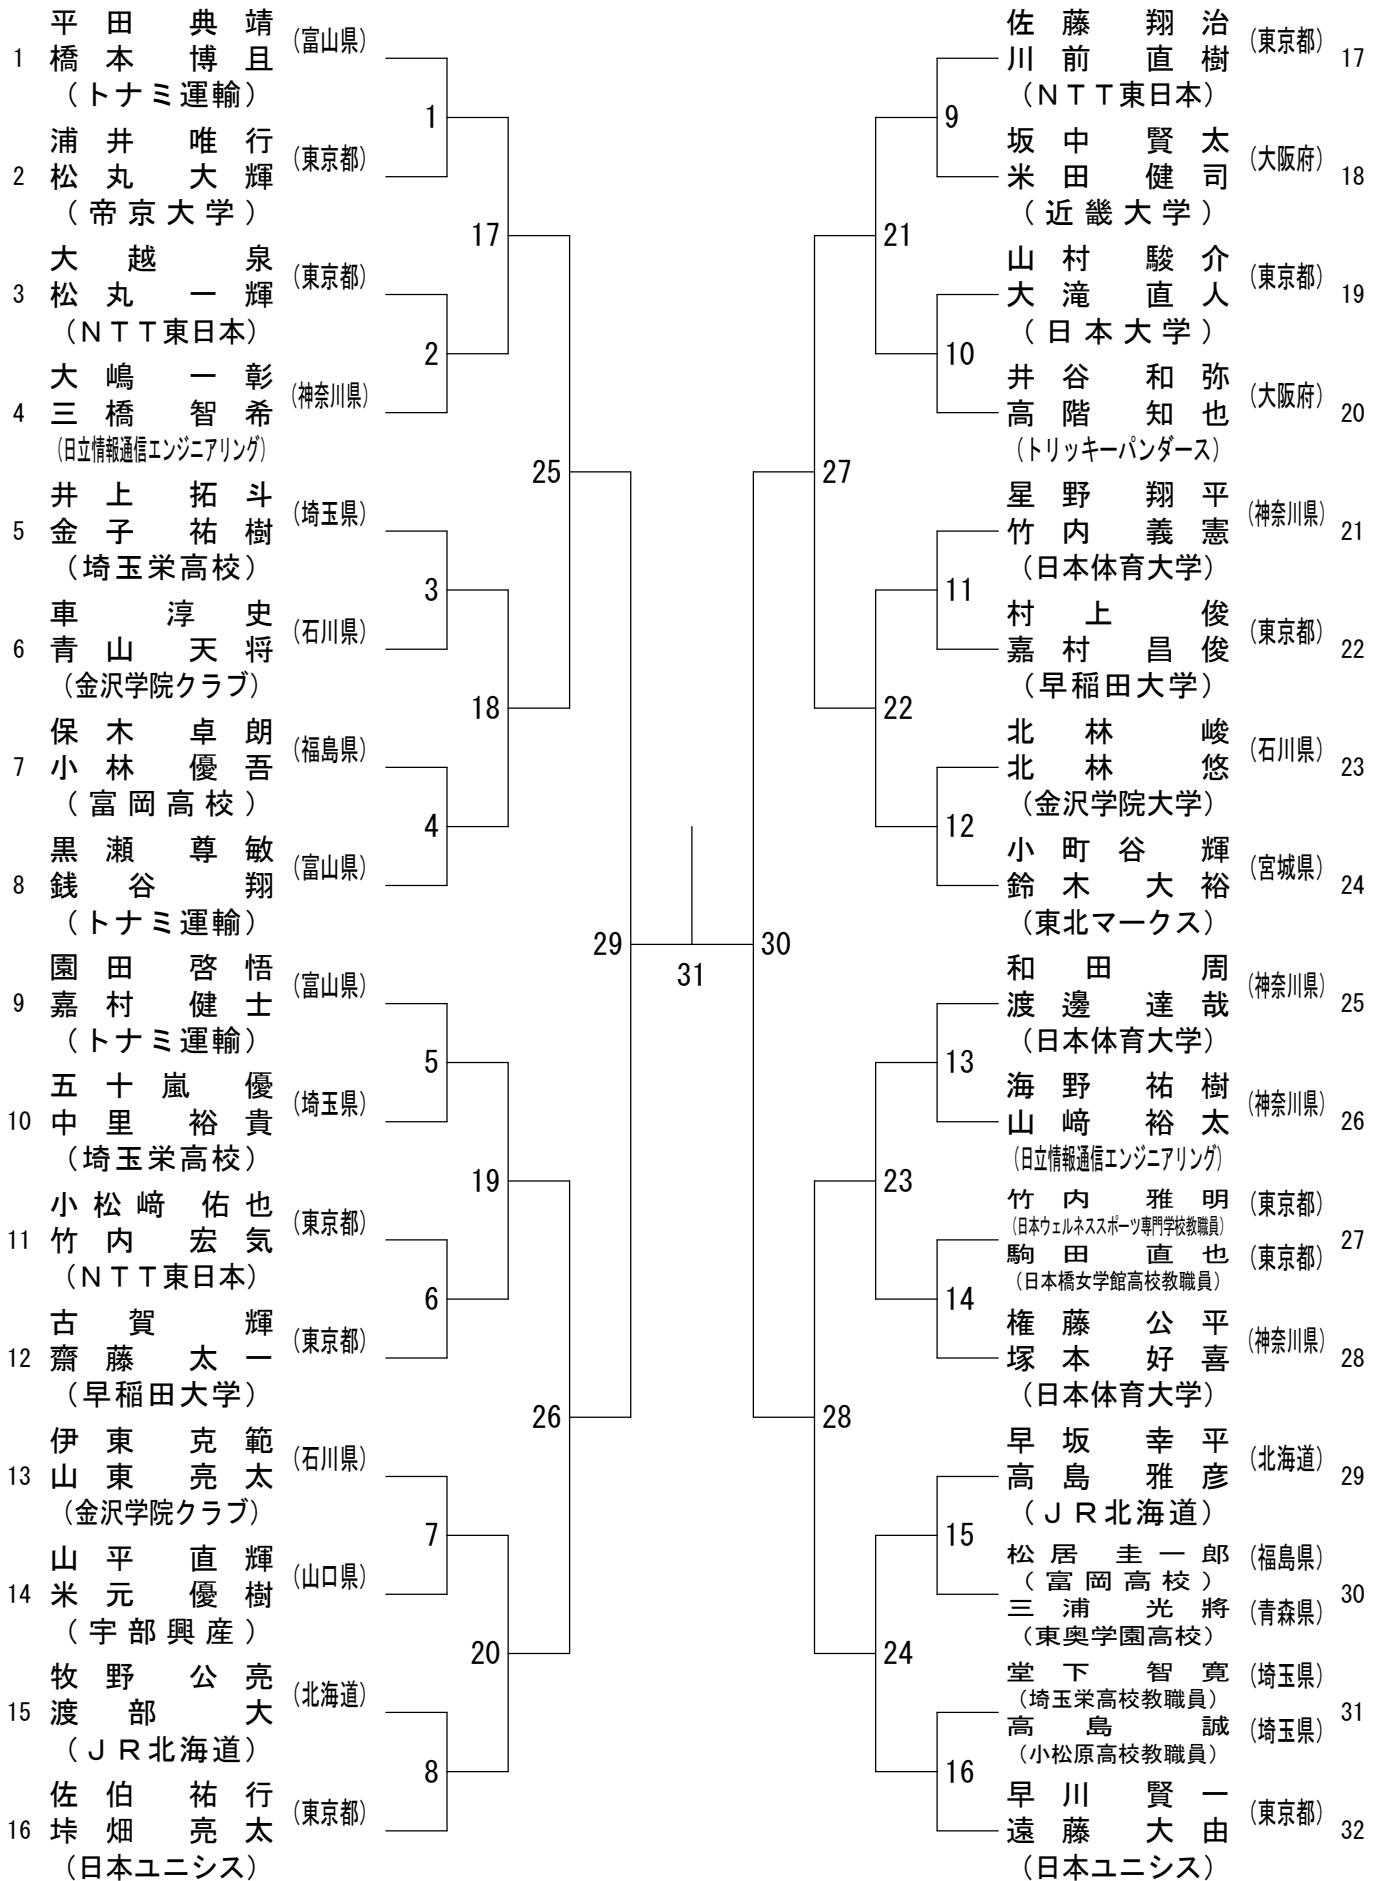 平田 典靖 (富山県)
1 橋本 博且
(トナミ運輸)
1
浦井 唯行 (東京都)
2 松丸 大輝
(帝京大学)
17
大越 泉 (東京都)
3 松丸 一輝
(NTT東日本)
2
大嶋 一彰 (神奈川県)
4 三橋 智希
(日立情報通信エンジニアリング)
25
井上 拓斗 (埼玉県)
5 金子 祐樹
(埼玉栄高校)
3
車 淳史 (石川県)
6 青山 天将
(金沢学院クラブ)
18
保木 卓朗 (福島県)
7 小林 優吾
(富岡高校)
4
黒瀬 尊敏 (富山県)
8 銭谷 翔
(トナミ運輸)
29
園田 啓悟 (富山県)
9 嘉村 健士
(トナミ運輸)
5
五十嵐 優 (埼玉県)
10 中里 裕貴
(埼玉栄高校)
19
小松﨑 佑也 (東京都)
11 竹内 宏気
(NTT東日本)
6
古賀 輝 (東京都)
12 齋藤 太一
(早稲田大学)
26
伊東 克範 (石川県)
13 山東 亮太
(金沢学院クラブ)
7
山平 直輝 (山口県)
14 米元 優樹
(宇部興産)
20
牧野 公亮 (北海道)
15 渡部 大
(JR北海道)
8
佐伯 祐行 (東京都)
16 垰畑 亮太
(日本ユニシス)
31
佐藤 翔治 (東京都)
川前 直樹 17
(NTT東日本)
9
坂中 賢太 (大阪府)
米田 健司 18
(近畿大学)
21
山村 駿介 (東京都)
大滝 直人 19
(日本大学)
10
井谷 和弥 (大阪府)
高階 知也 20
(トリッキーパンダース)
27
星野 翔平 (神奈川県)
竹内 義憲 21
(日本体育大学)
11
村上 俊 (東京都)
嘉村 昌俊 22
(早稲田大学)
22
北林 峻 (石川県)
北林 悠 23
(金沢学院大学)
12
小町谷 輝 (宮城県)
鈴木 大裕 24
(東北マークス)
30
和田 周 (神奈川県)
渡邊 達哉 25
(日本体育大学)
13
海野 祐樹 (神奈川県)
山﨑 裕太 26
(日立情報通信エンジニアリング)
23
竹内 雅明 (東京都)
(日本ウェルネススポーツ専門学校教職員)
27
駒田 直也 (東京都)
(日本橋女学館高校教職員)
14
権藤 公平 (神奈川県)
塚本 好喜 28
(日本体育大学)
28
早坂 幸平 (北海道)
高島 雅彦 29
(JR北海道)
15
松居 圭一郎 (福島県)
(富岡高校)
30
三浦 光將 (青森県)
(東奥学園高校)
24
堂下 智寛 (埼玉県)
(埼玉栄高校教職員)
31
高島 誠 (埼玉県)
(小松原高校教職員)
16
早川 賢一 (東京都)
遠藤 大由 32
(日本ユニシス)